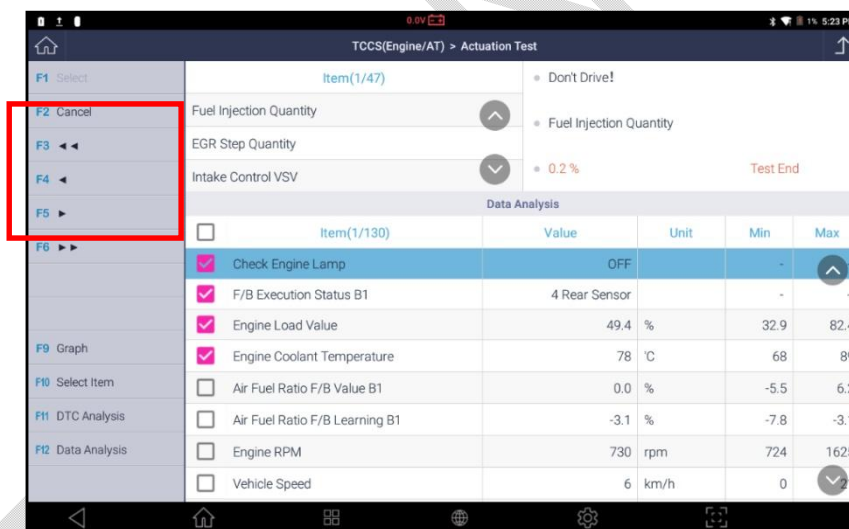 0.0V
1% 5:23 P
TCCS(Engine/AT) > Actuation Test
F1 Select
F2 Cancel
F3 ◄◄
F4 ◄
F5 ►
F6 ►►
F9 Graph
F10 Select Item
F11 DTC Analysis
F12 Data Analysis
Item(1/47)
Fuel Injection Quantity
EGR Step Quantity
Intake Control VSV
Don't Drive!
Fuel Injection Quantity
0.2 % Test End
Data Analysis
Item(1/130) Value Unit Min Max
Check Engine Lamp OFF -
F/B Execution Status B1 4 Rear Sensor - -
Engine Load Value 49.4 % 32.9 82.
Engine Coolant Temperature 78 ℃ 68 8
Air Fuel Ratio F/B Value B1 0.0 % -5.5 6.
Air Fuel Ratio F/B Learning B1 -3.1 % -7.8 -3.
Engine RPM 730 rpm 724 162
Vehicle Speed 6 km/h 0